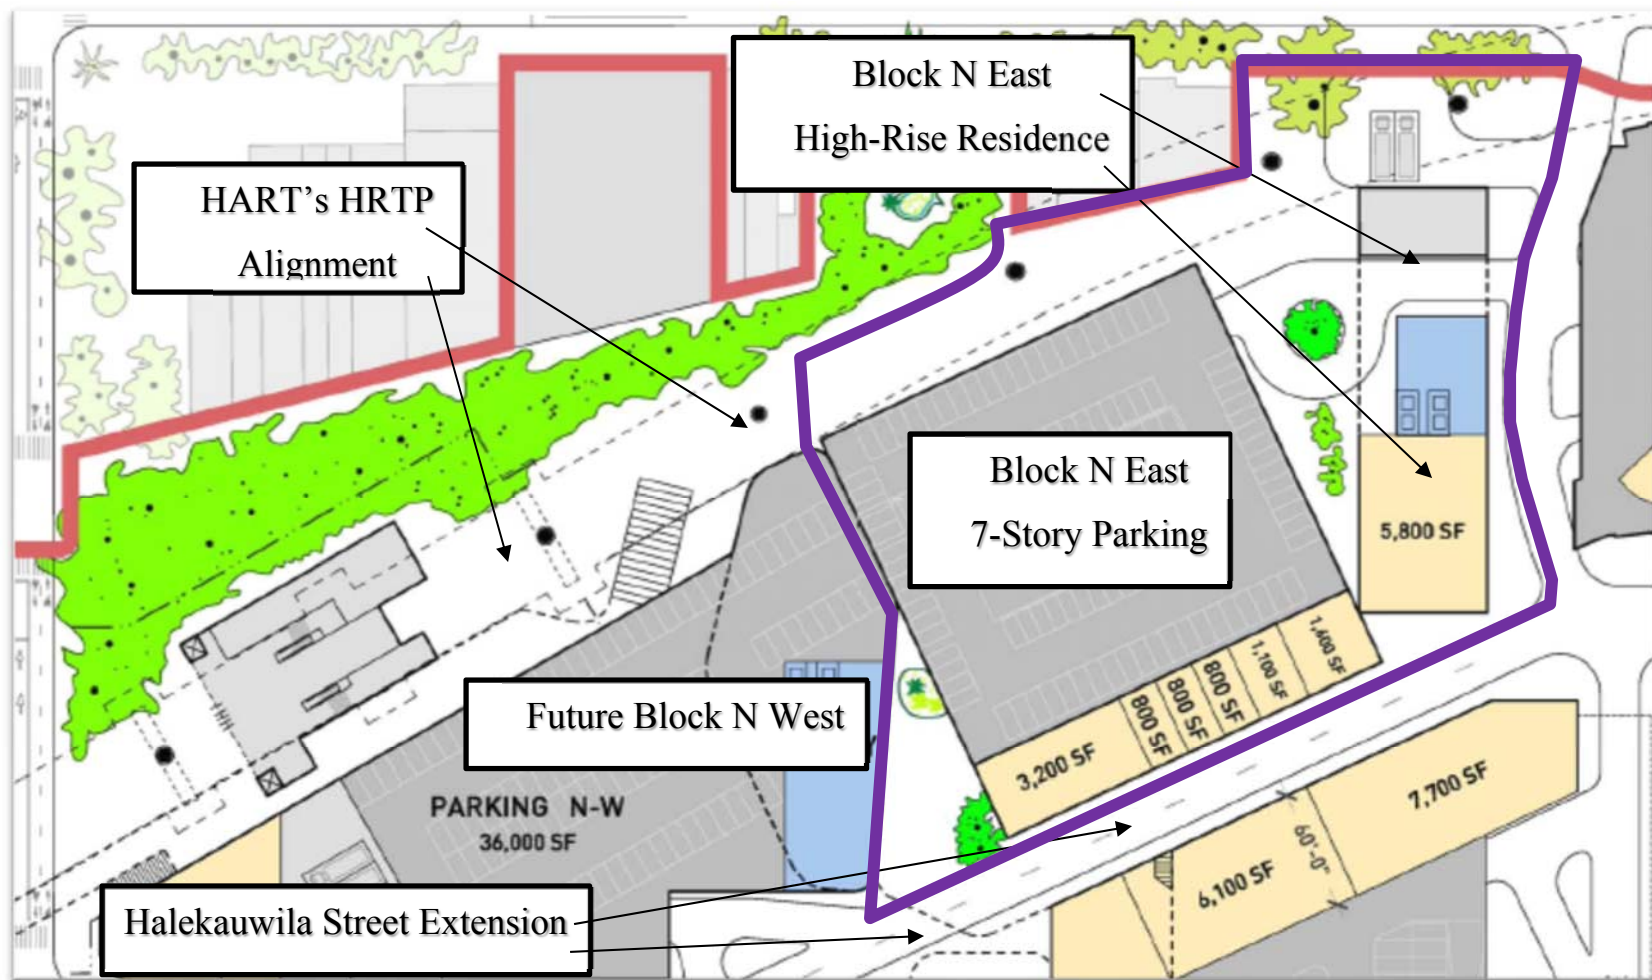 Block N East
High-Rise Residence
HART's HRTP
Alignment
Block N East
7-Story Parking
5,800 SF
Future Block N West
1,400 SF
1,100 SF
800 SF
800 SF
800 SF
3,200 SF
PARKING N-W
36,000 SF
7,700 SF
60'-0"
6,100 SF
Halekauwila Street Extension